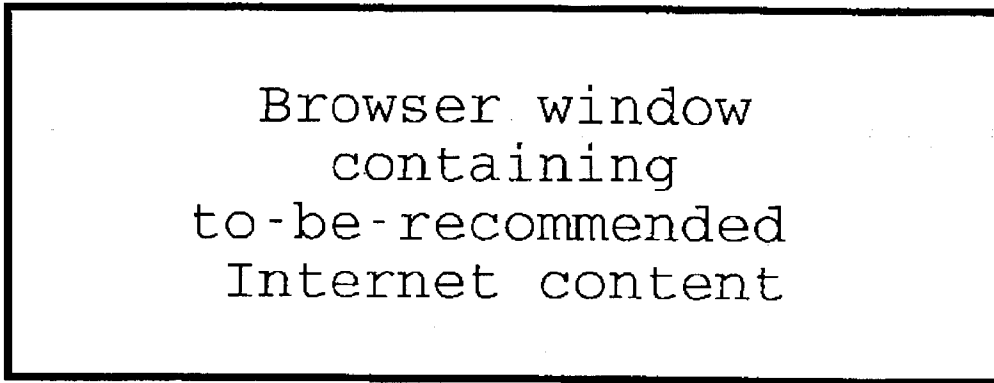 Browser window
containing
to-be-recommended
Internet content